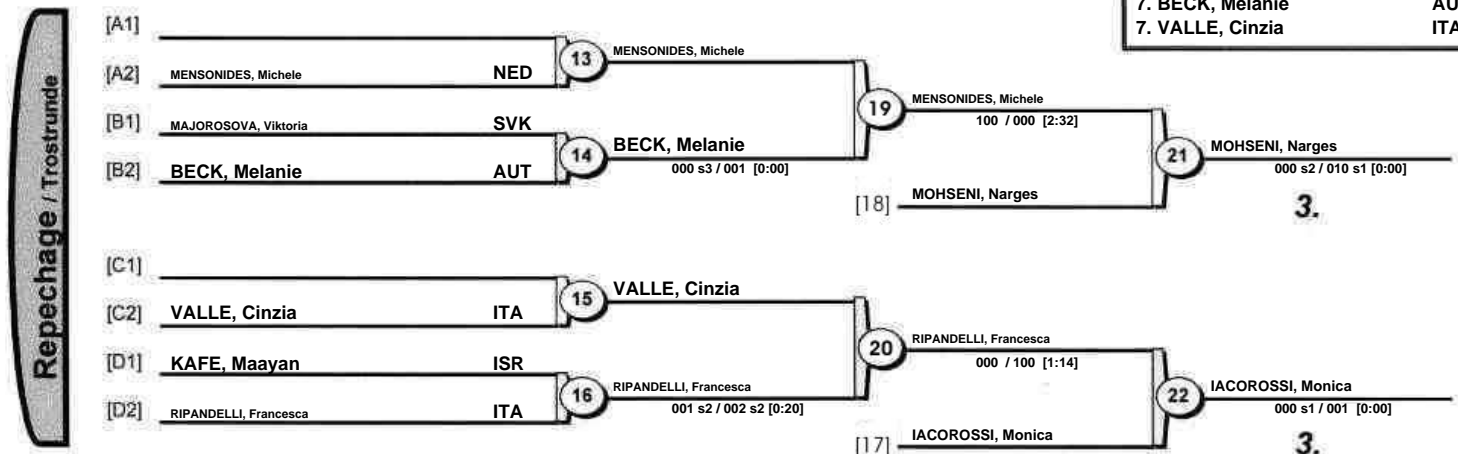 7. BECK, Melanie AU
7. VALLE, Cinzia ITA
Repechage / Trostrunde
[A1]
[A2] MENSONIDES, Michele NED
13 MENSONIDES, Michele
[B1] MAJOROSOVA, Viktoria SVK
[B2] BECK, Melanie AUT
14 BECK, Melanie
000 s3 / 001 [0:00]
19 MENSONIDES, Michele
100 / 000 [2:32]
[18] MOHSENI, Narges
21 MOHSENI, Narges
000 s2 / 010 s1 [0:00]
3.
[C1]
[C2] VALLE, Cinzia ITA
15 VALLE, Cinzia
[D1] KAFE, Maayan ISR
[D2] RIPANDELLI, Francesca ITA
16 RIPANDELLI, Francesca
001 s2 / 002 s2 [0:20]
20 RIPANDELLI, Francesca
000 / 100 [1:14]
[17] IACOROSSI, Monica
22 IACOROSSI, Monica
000 s1 / 001 [0:00]
3.